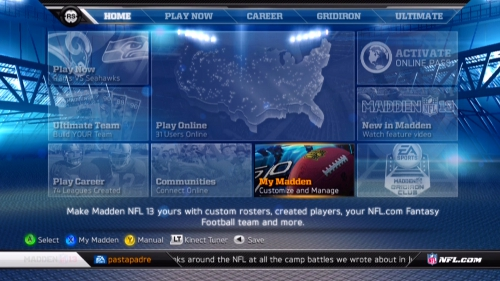 RS HOME PLAY NOW CAREER GRIDIRON ULTIMATE
Play Now
Rams VS Seahawks
Ultimate Team
Build YOUR Team
Play Career
74 Leagues Created
Play Online
31 Users Online
Communities
Connect Online
My Madden
Customize and Manage
ACTIVATE
ONLINE PASS
MADDEN 13
New in Madden
Watch feature video
EA
SPORTS
MADDEN
GRIDIRON CLUB
Make Madden NFL 13 yours with custom rosters, created players, your NFL.com Fantasy
Football team and more.
A Select X My Madden Y Manual LT Kinect Tuner Save
MADDEN EA pastapadre aks around the NFL at all the camp battles we wrote about in J NFL.COM